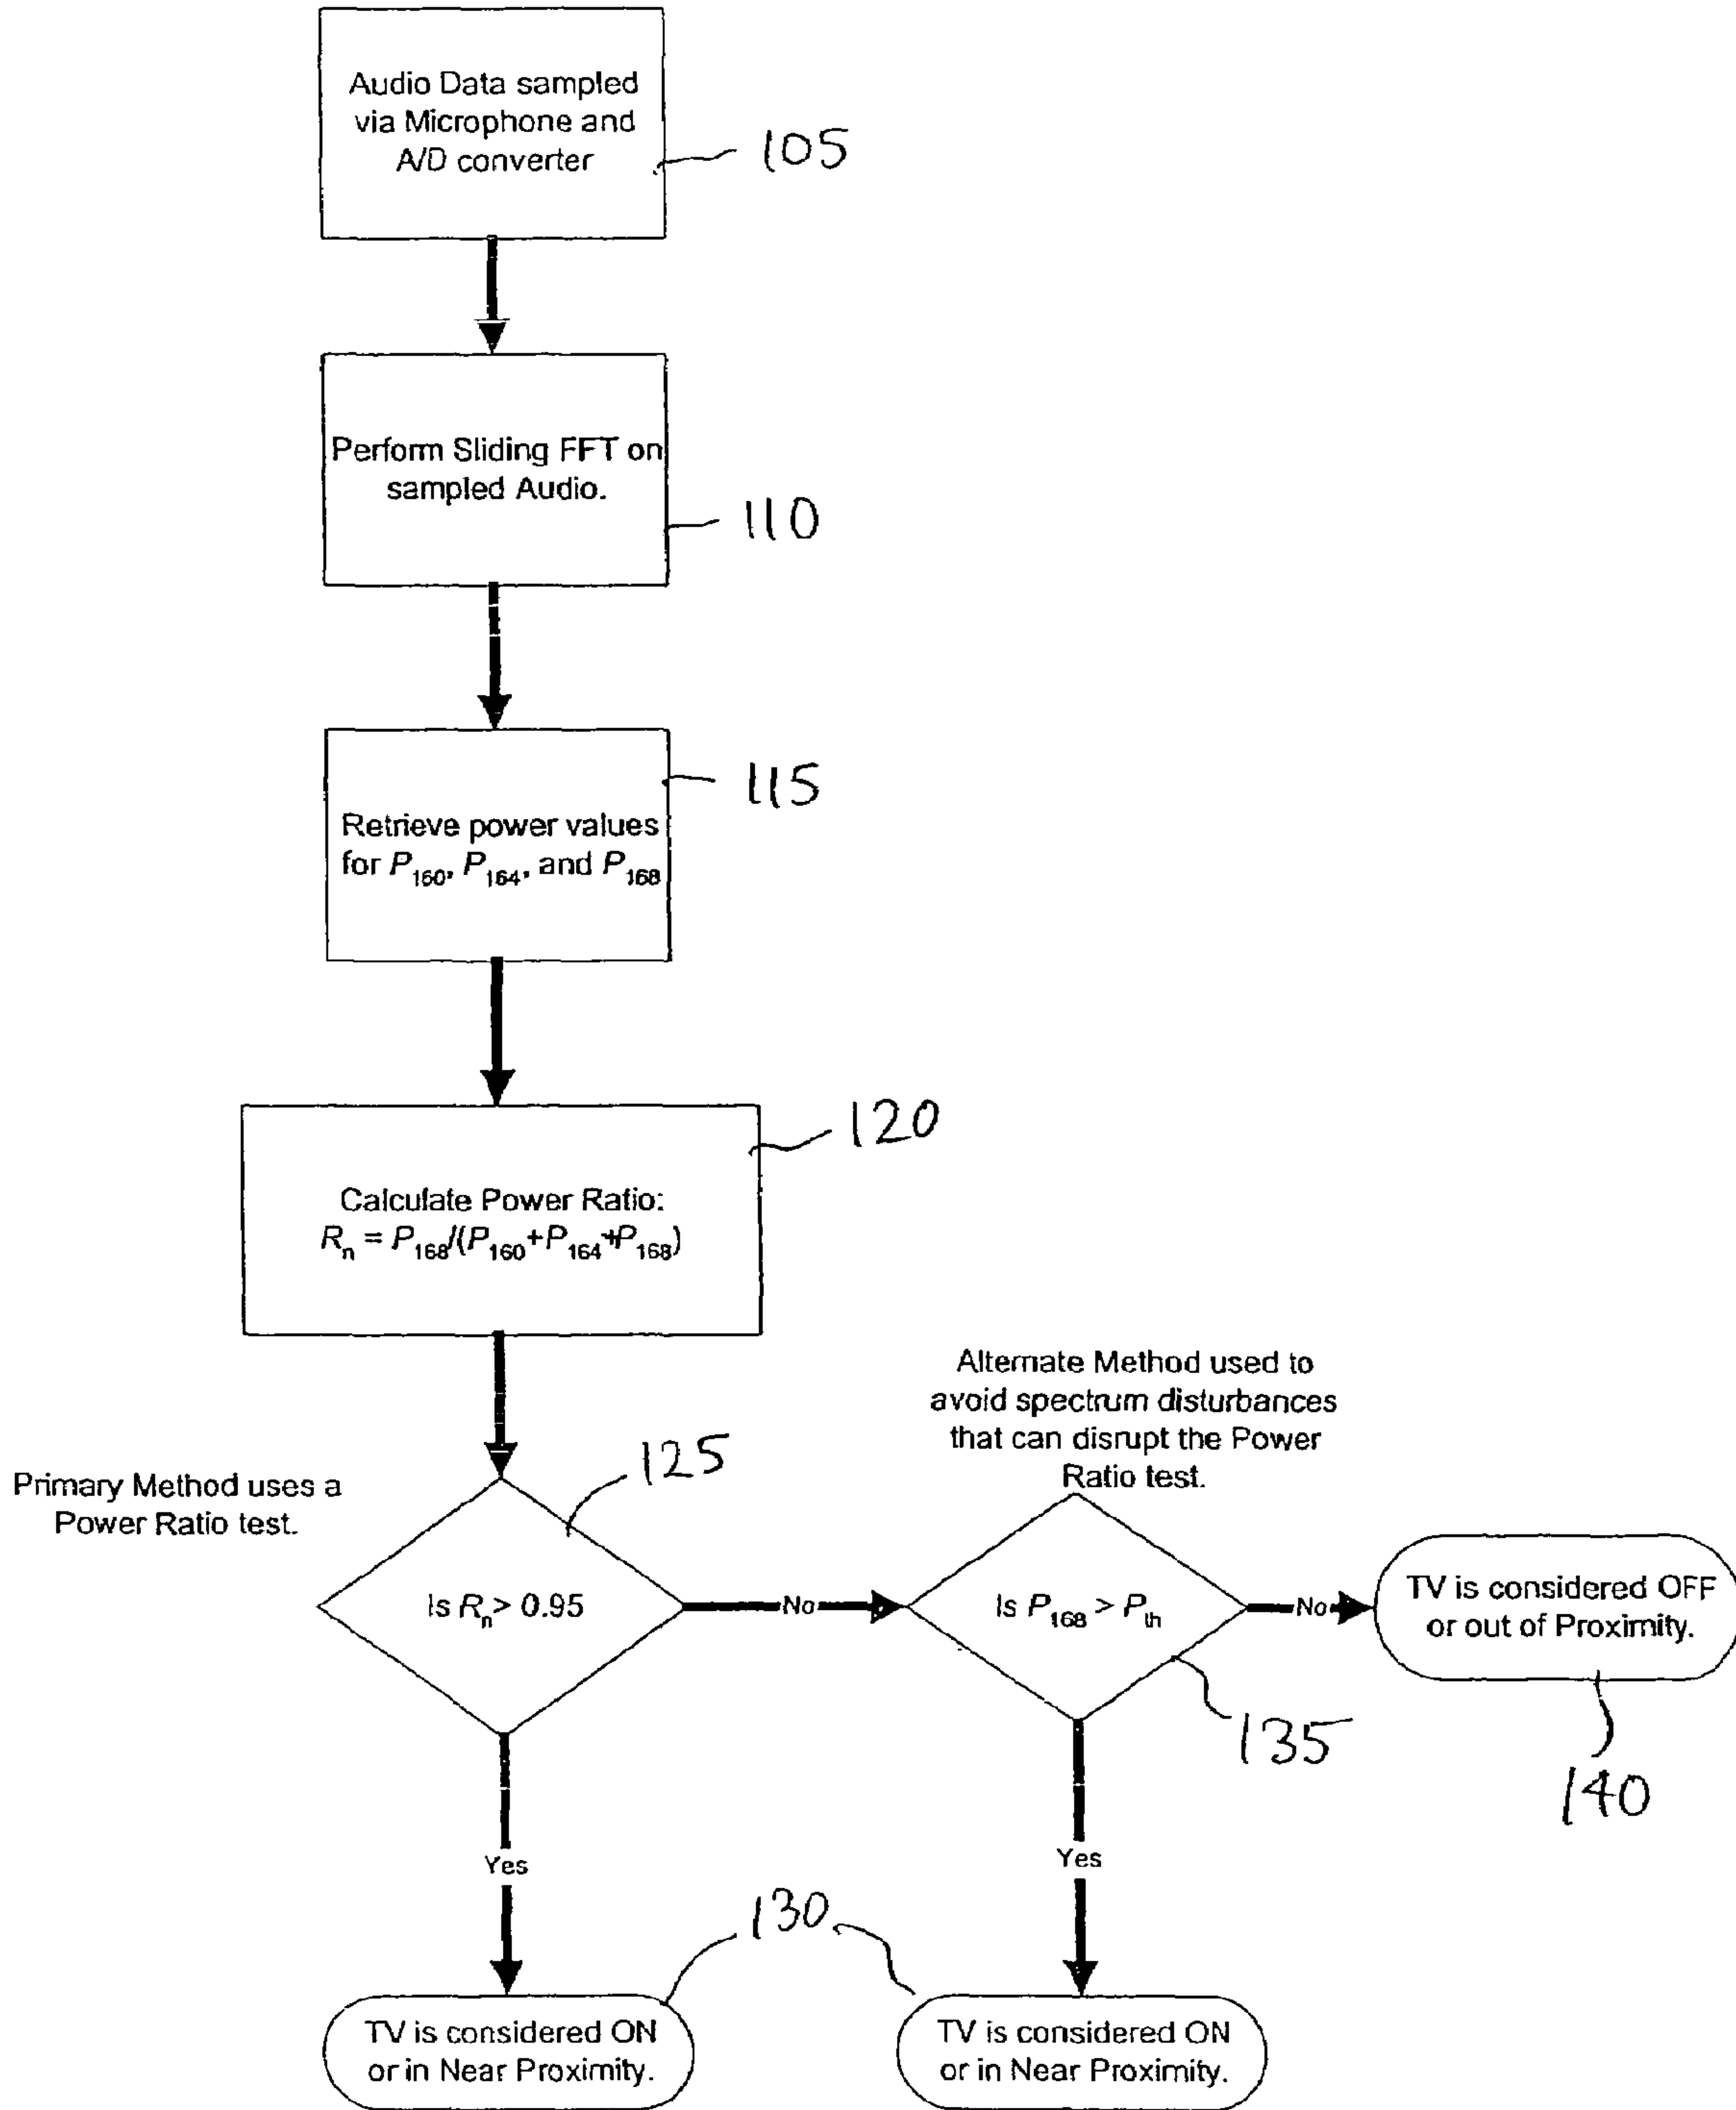 Audio Data sampled
via Microphone and
A/D converter
105
Perform Sliding FFT on
sampled Audio.
110
115
Retrieve power values
for P160, P164, and P168
120
Calculate Power Ratio:
Rn = P168/(P160+P164+P168)
Alternate Method used to
avoid spectrum disturbances
that can disrupt the Power
Ratio test.
125
Primary Method uses a
Power Ratio test.
Is Rn > 0.95
No
Is P168 > Pth
No
TV is considered OFF
or out of Proximity.
135
140
Yes
Yes
130
TV is considered ON
or in Near Proximity.
TV is considered ON
or in Near Proximity.